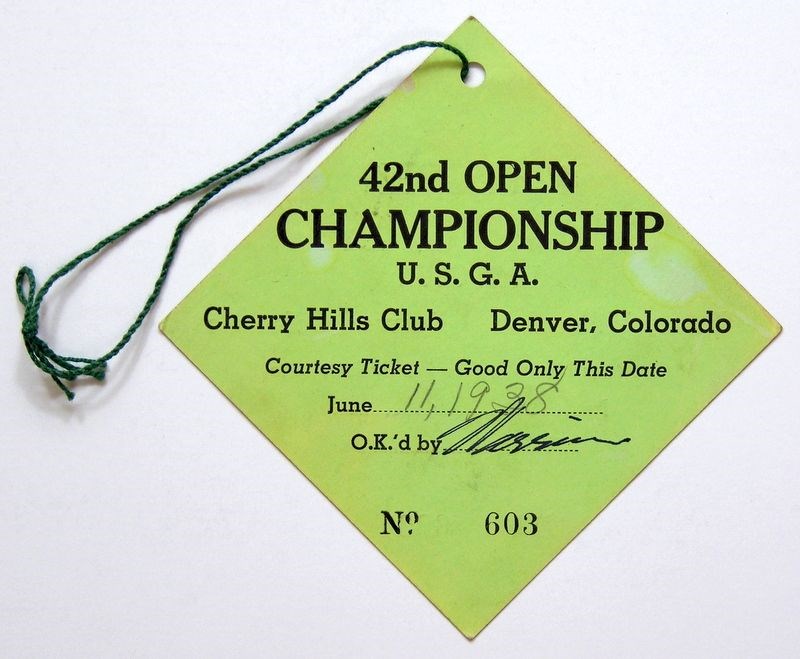 42nd OPEN
CHAMPIONSHIP
U. S. G. A.
Cherry Hills Club Denver, Colorado
Courtesy Ticket — Good Only This Date
June 11, 1938
O.K.'d by
No. 603